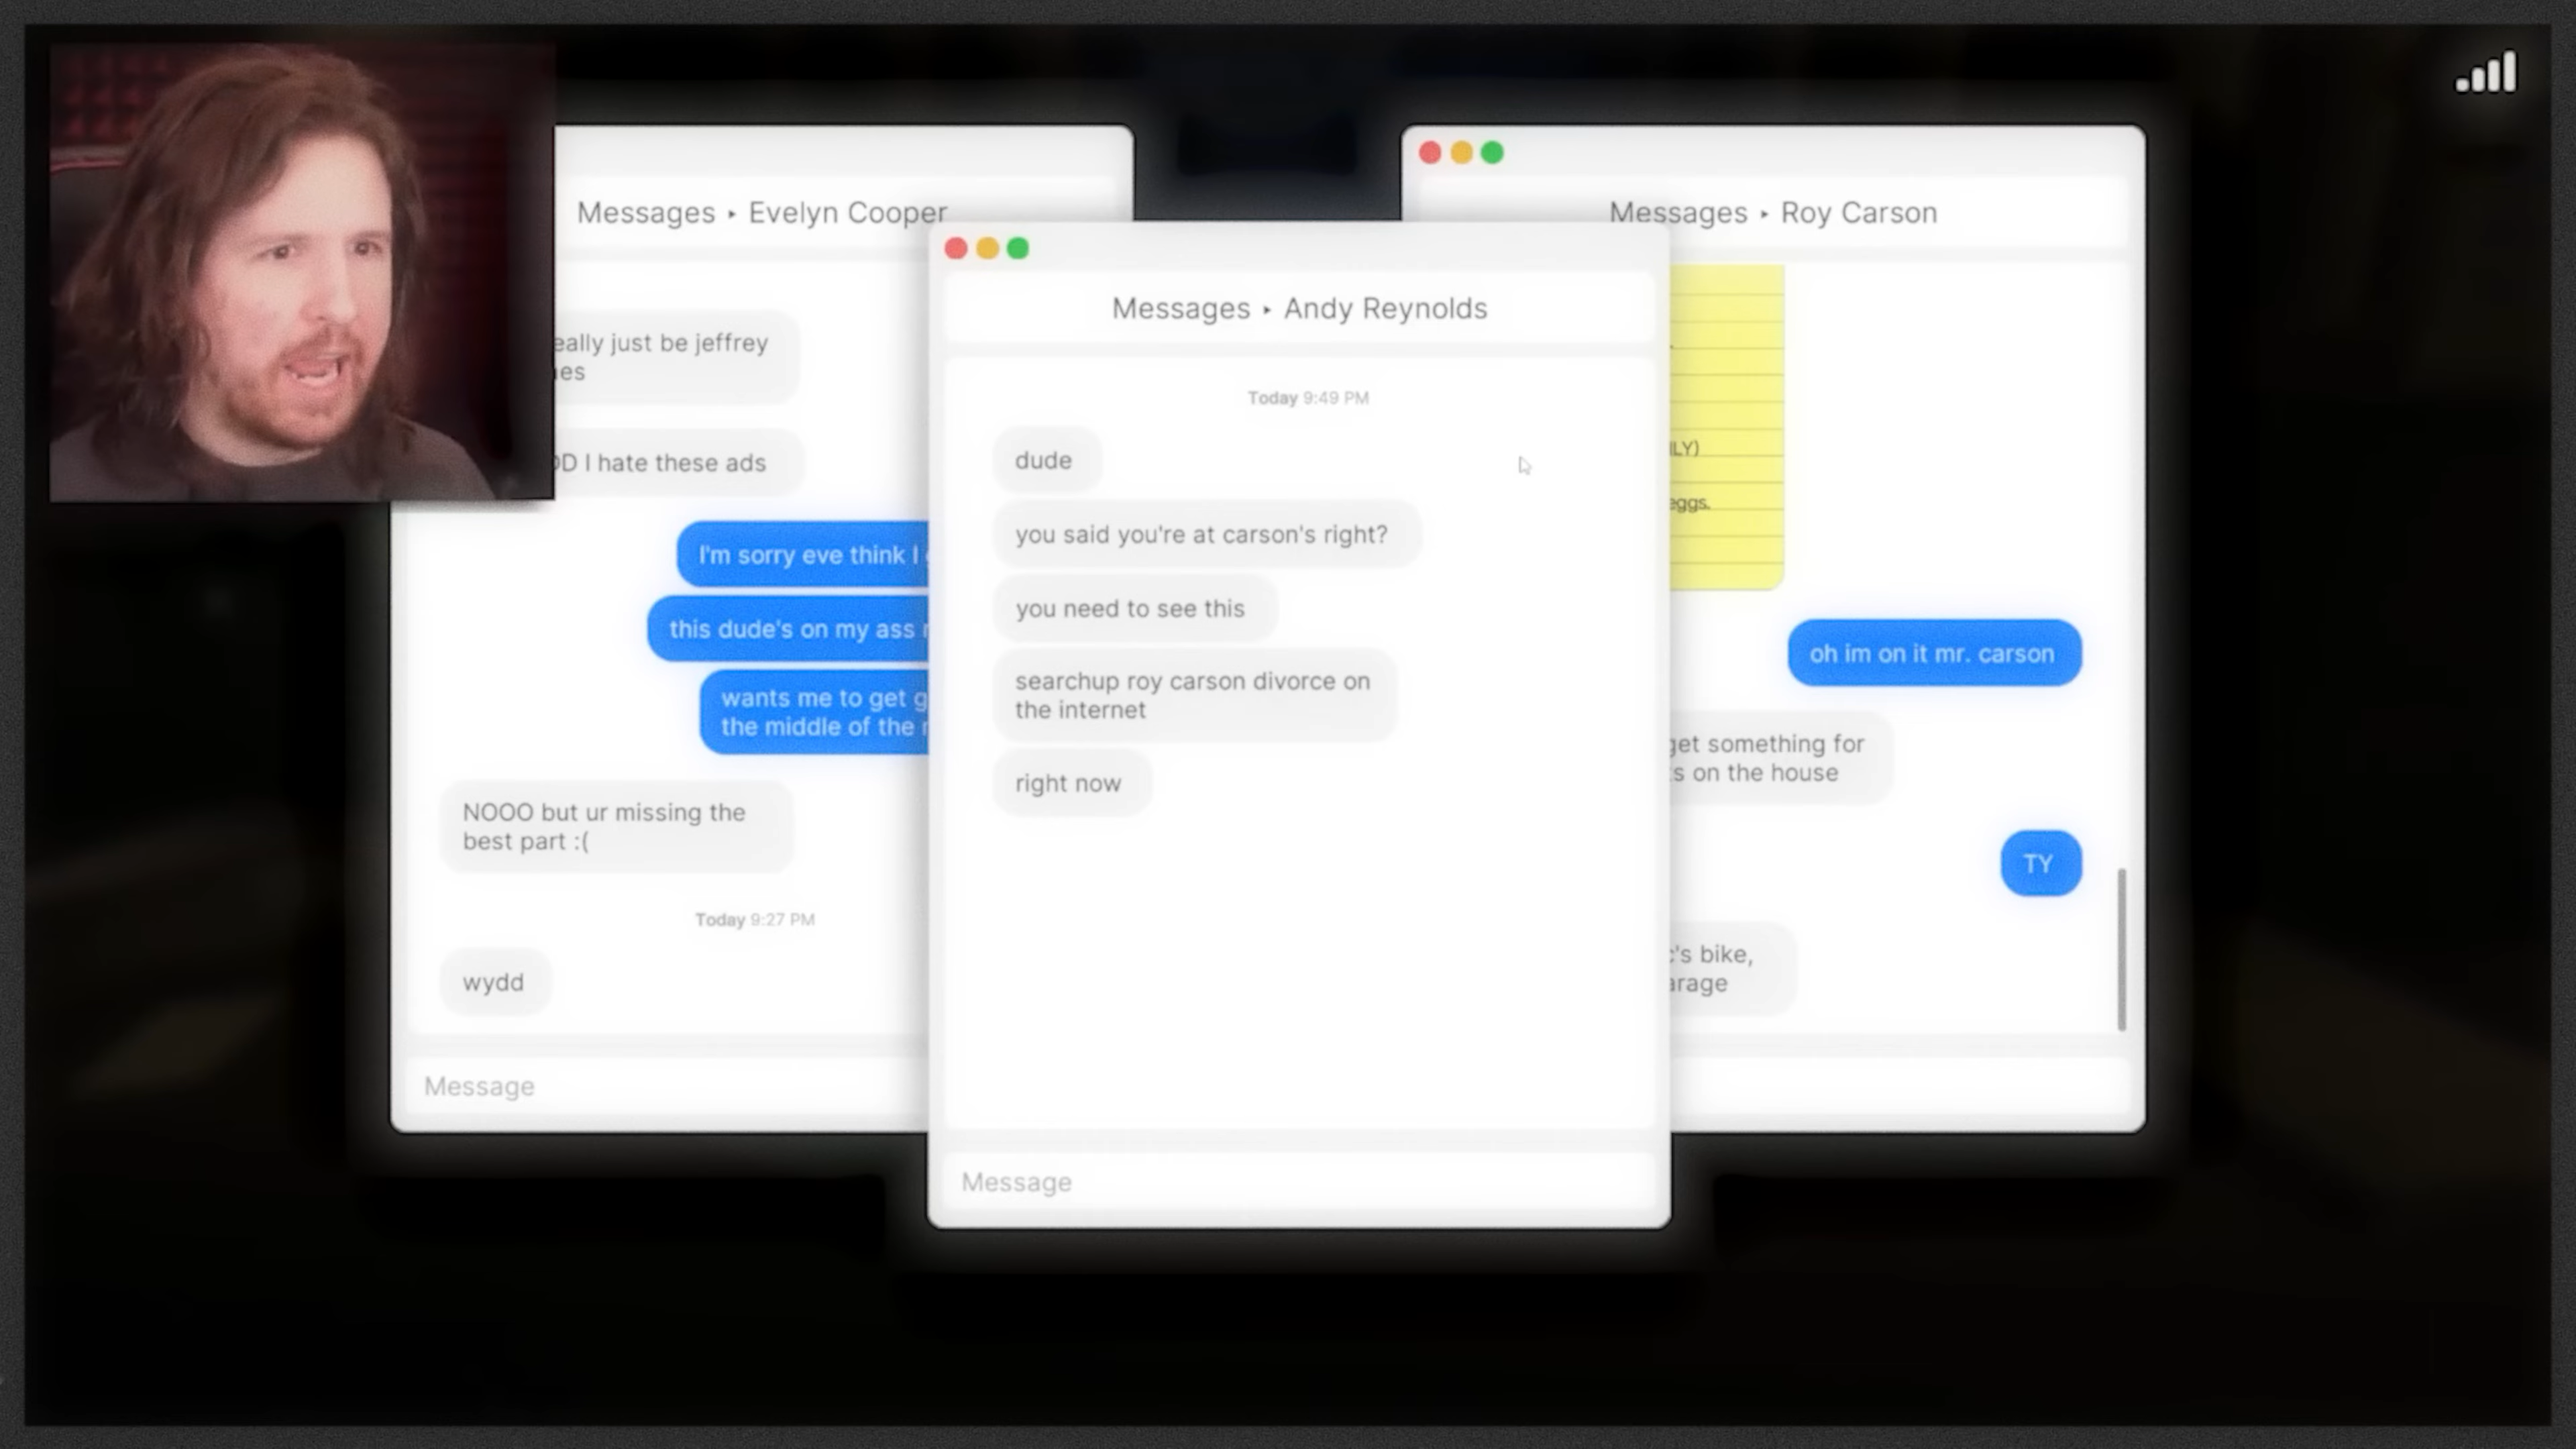 Messages ▸ Evelyn Cooper
eally just be jeffrey
I hate these ads
I'm sorry eve think I
this dude's on my ass
wants me to get
the middle of the
NOOO but ur missing the
best part :(
Today 9:27 PM
wydd
Message
Messages ▸ Andy Reynolds
Today 9:49 PM
dude
you said you're at carson's right?
you need to see this
searchup roy carson divorce on
the internet
right now
Message
Messages ▸ Roy Carson
eggs.
oh im on it mr. carson
get something for
on the house
TY
's bike,
arage